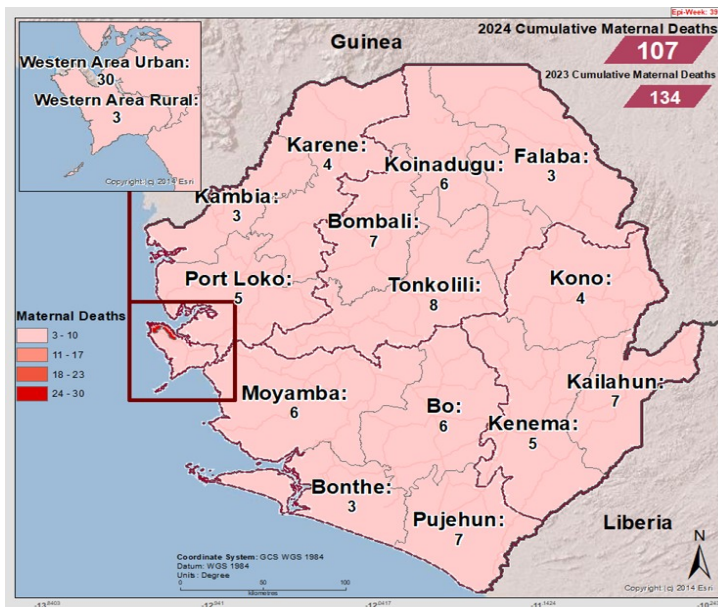 Epi-Week: 39
2024 Cumulative Maternal Deaths
107
2023 Cumulative Maternal Deaths
134
Guinea
Western Area Urban:
30
Western Area Rural:
3
Copyright:(c) 2014 Esri
Karene:
4
Koinadugu:
6
Falaba:
3
Kambia:
3
Bombali:
7
Port Loko:
5
Tonkolili:
8
Kono:
4
Maternal Deaths
3 - 10
11 - 17
18 - 23
24 - 30
Moyamba:
6
Bo:
6
Kenema:
5
Kailahun:
7
Bonthe:
3
Pujehun:
7
Liberia
N
Coordinate System: GCS WGS 1984
Datum: WGS 1984
Units: Degree
0 50 100
Kilometres
Copyright:(c) 2014 Esri